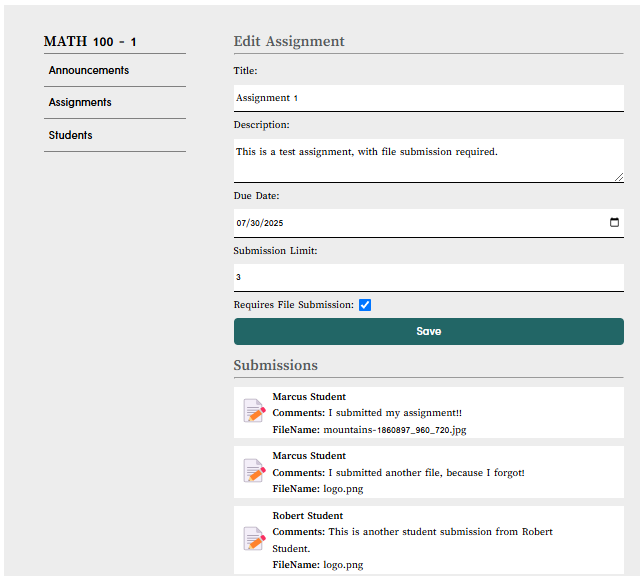 MATH 100 - 1
Announcements
Assignments
Students
Edit Assignment
Title:
Assignment 1
Description:
This is a test assignment, with file submission required.
Due Date:
07/30/2025
Submission Limit:
3
Requires File Submission:
Save
Submissions
Marcus Student
Comments: I submitted my assignment!!
FileName: mountains-1860897_960_720.jpg
Marcus Student
Comments: I submitted another file, because I forgot!
FileName: logo.png
Robert Student
Comments: This is another student submission from Robert
Student.
FileName: logo.png